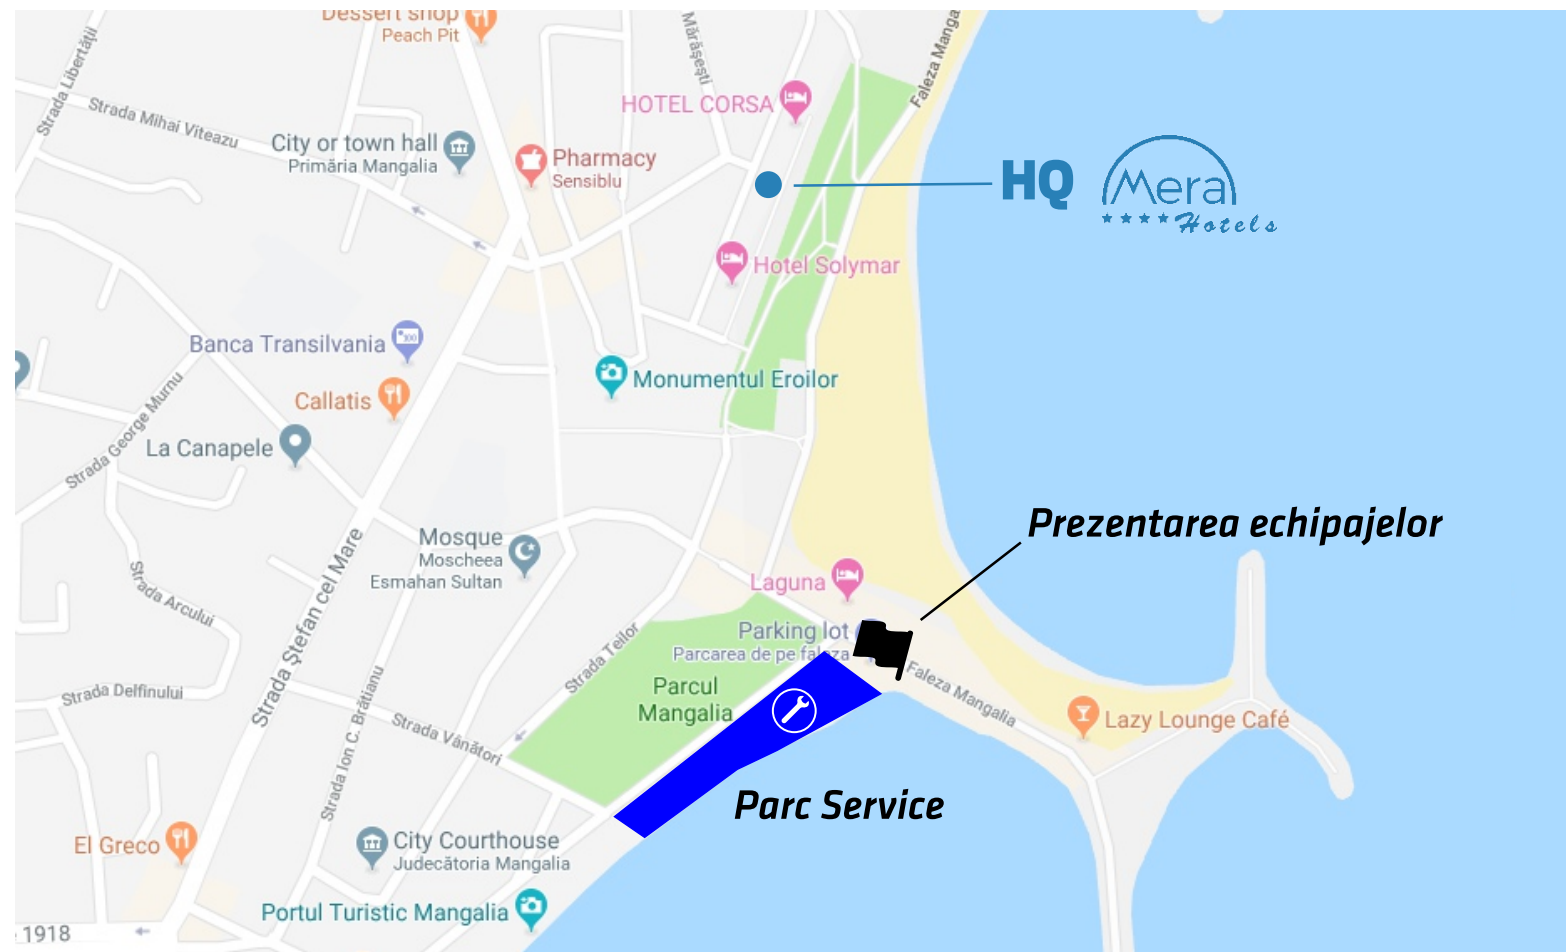 Dessert shop
Peach Pit
Strada Libertății
Mărășești
Faleza Manga
Strada Mihai Viteazu
HOTEL CORSA
City or town hall
Primăria Mangalia
Pharmacy
Sensiblu
HQ
Mera
Hotels
Hotel Solymar
Banca Transilvania
Monumentul Eroilor
Callatis
Strada George Murnu
La Canapele
Mosque
Moscheea
Esmahan Sultan
Prezentarea echipajelor
Laguna
Strada Arcului
Strada Ștefan cel Mare
Parking lot
Parcarea de pe faleza
Strada Teilor
Parcul
Mangalia
Faleza Mangalia
Strada Delfinului
Strada Ion C. Brătianu
Strada Vânători
Lazy Lounge Café
Parc Service
El Greco
City Courthouse
Judecătoria Mangalia
Portul Turistic Mangalia
1918